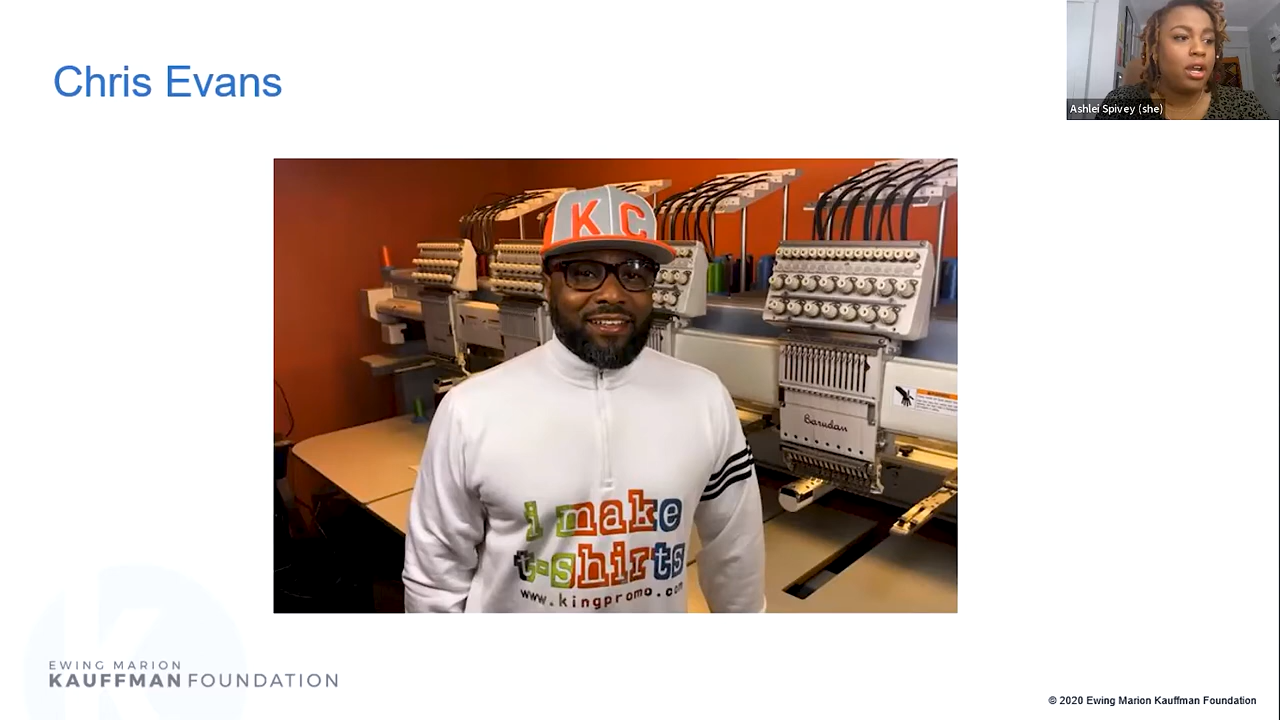 Chris Evans
Ashlei Spivey (she)
KC
Barudan
i make
t-shirts
www.kingpromo.com
EWING MARION
KAUFFMAN FOUNDATION
© 2020 Ewing Marion Kauffman Foundation